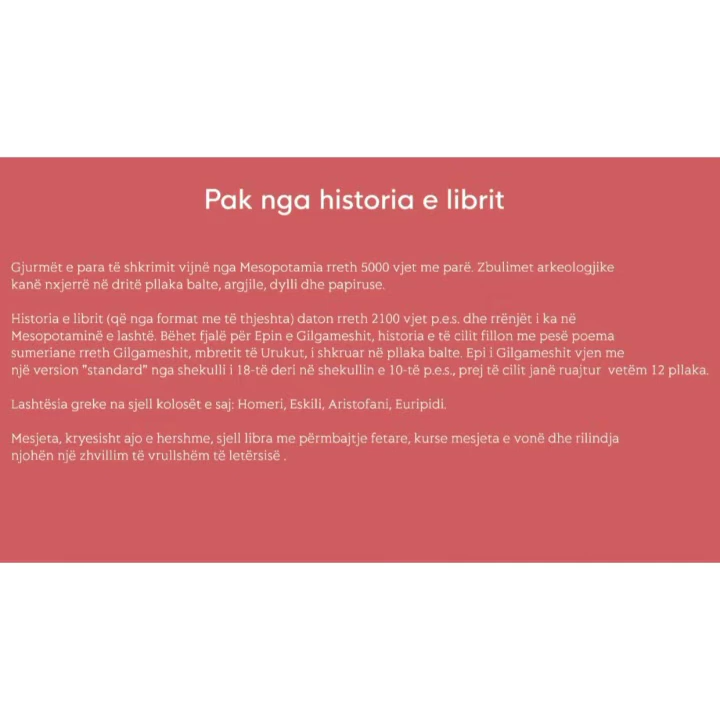 Pak nga historia e librit
Gjurmët e para të shkrimit vijnë nga Mesopotamia rreth 5000 vjet me parë. Zbulimet arkeologjike
kanë nxjerrë në dritë pllaka balte, argjile, dylli dhe papiruse.
Historia e librit (që nga format me të thjeshta) daton rreth 2100 vjet p.e.s. dhe rrënjët i ka në
Mesopotaminë e lashtë. Bëhet fjalë për Epin e Gilgameshit, historia e të cilit fillon me pesë poema
sumeriane rreth Gilgameshit, mbretit të Urukut, i shkruar në pllaka balte. Epi i Gilgameshit vjen me
një version "standard" nga shekulli i 18-të deri në shekullin e 10-të p.e.s., prej të cilit janë ruajtur vetëm 12 pllaka.
Lashtësia greke na sjell kolosët e saj: Homeri, Eskili, Aristofani, Euripidi.
Mesjeta, kryesisht ajo e hershme, sjell libra me përmbajtje fetare, kurse mesjeta e vonë dhe rilindja
njohën një zhvillim të vrullshëm të letërsisë .